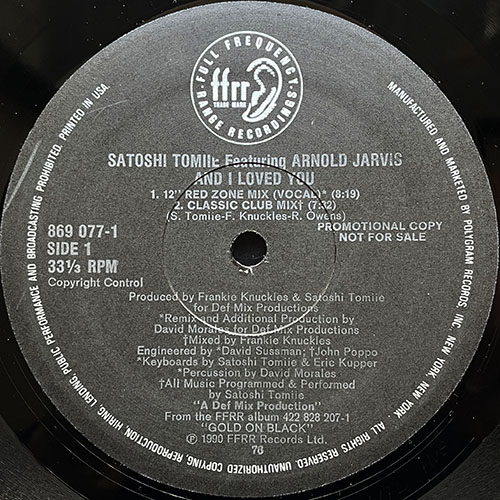 FULL FREQUENCY
ffrr
TRADE MARK
RANGE RECORDINGS
SATOSHI TOMIIE Featuring ARNOLD JARVIS
AND I LOVED YOU
1. 12" RED ZONE MIX (VOCAL)* (8:19)
2. CLASSIC CLUB MIX† (7:32)
(S. Tomiie-F. Knuckles-R. Owens)
869 077-1
SIDE 1
33⅓ RPM
Copyright Control
PROMOTIONAL COPY
NOT FOR SALE
Produced by Frankie Knuckles & Satoshi Tomiie
for Def Mix Productions
*Remix and Additional Production by
David Morales for Def Mix Productions
†Mixed by Frankie Knuckles
Engineered by *David Sussman; †John Poppo
*Keyboards by Satoshi Tomiie & Eric Kupper
*Percussion by David Morales
†All Music Programmed & Performed
by Satoshi Tomiie
"A Def Mix Production"
From the FFRR album 422 828 207-1
"GOLD ON BLACK"
℗ 1990 FFRR Records Ltd.
76
MANUFACTURED AND MARKETED BY POLYGRAM RECORDS INC. NEW YORK, NEW YORK. ALL RIGHTS RESERVED. UNAUTHORIZED COPYING, REPRODUCTION, HIRING, LENDING, PUBLIC PERFORMANCE AND BROADCASTING PROHIBITED. PRINTED IN USA.